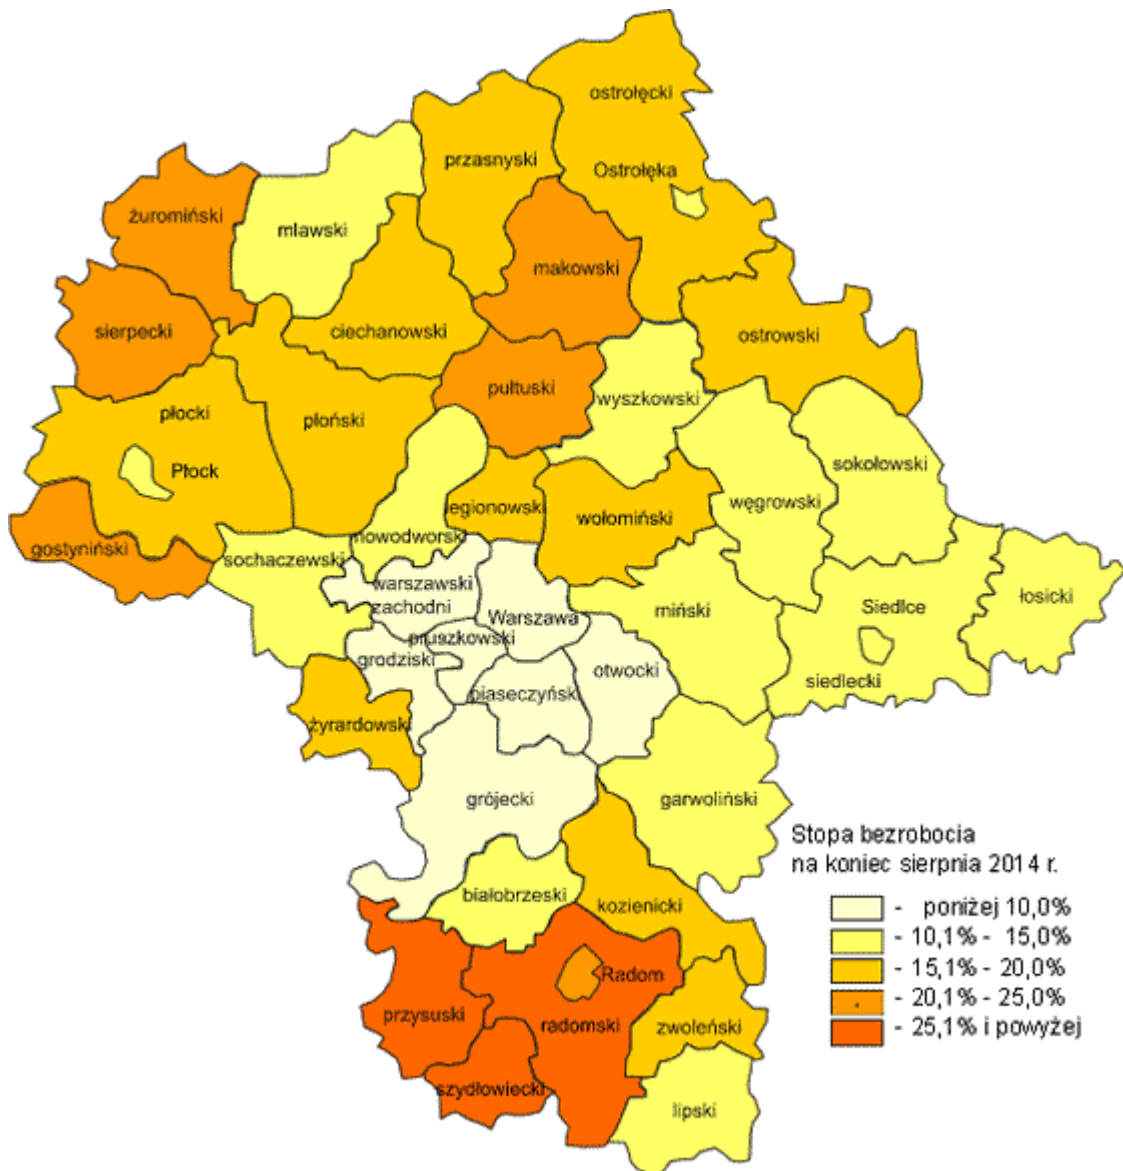 ostrołęcki
przasnyski
Ostrołęka
żuromiński
mlawski
makowski
sierpecki
ciechanowski
ostrowski
pułtuski
wyszkowski
płocki
płoński
sokołowski
Płock
węgrowski
legionowski
wołomiński
nowodworski
gostyniński
sochaczewski
warszawski
zachodni
Warszawa
miński
Siedlce
łosicki
pruszkowski
grodziski
otwocki
siedlecki
piaseczyński
żyrardowski
grójecki
garwoliński
białobrzeski
kozienicki
Radom
przysuski
radomski
zwoleński
szydłowiecki
lipski
Stopa bezrobocia
na koniec sierpnia 2014 r.
- poniżej 10,0%
- 10,1% - 15,0%
- 15,1% - 20,0%
- 20,1% - 25,0%
- 25,1% i powyżej